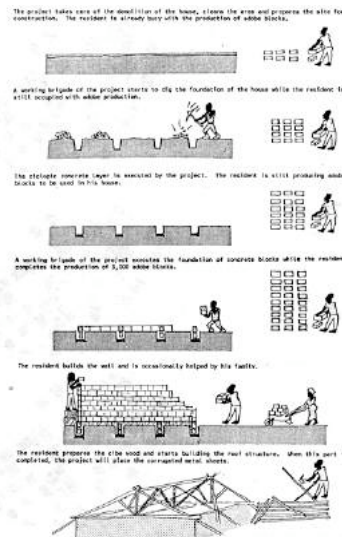 The project takes care of the demolition of the house, cleans the area and prepares the site for
construction. The resident is already busy with the production of adobe blocks.
A working brigade of the project starts to dig the foundation of the house while the resident is
still occupied with adobe production.
The ciclopic concrete layer is executed by the project. The resident is still producing adobe
blocks to be used in his house.
A working brigade of the project executes the foundation of concrete blocks while the resident
completes the production of 3,000 adobe blocks.
The resident builds the wall and is occasionally helped by his family.
The resident prepares the cibe wood and starts building the roof structure. When this part
completed, the project will place the corrugated metal sheets.